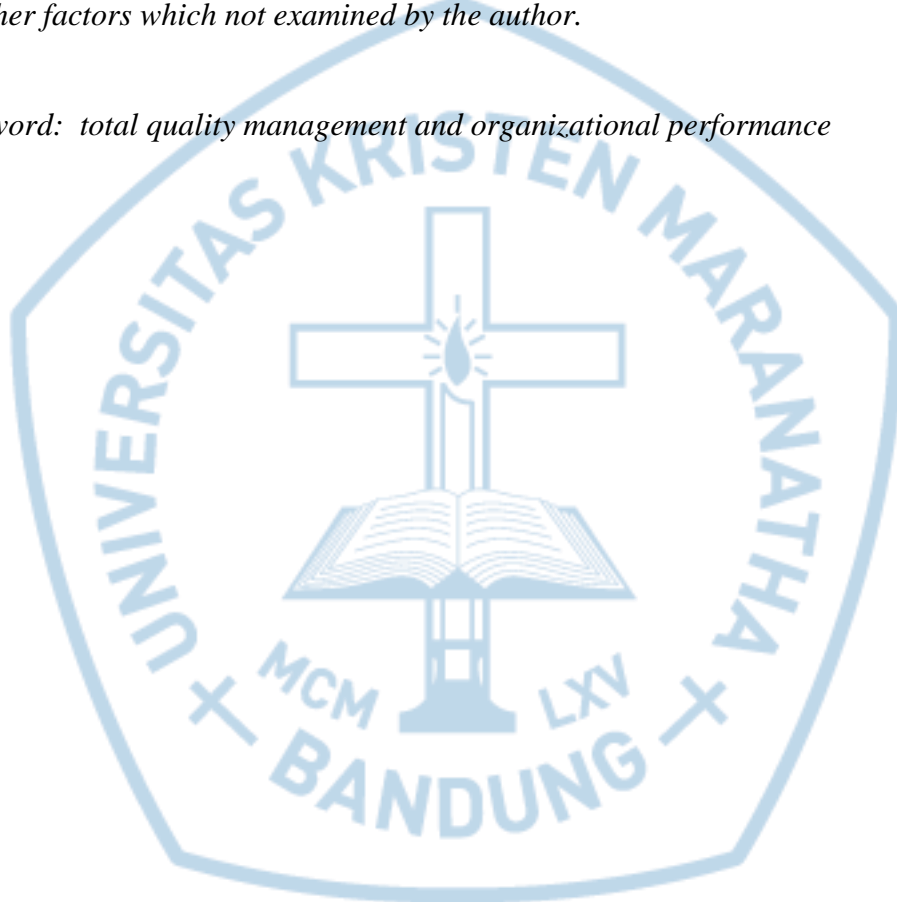 her factors which not examined by the author.
word: total quality management and organizational performance
UNIVERSITAS KRISTEN MARANATHA
MCM LXV
BANDUNG